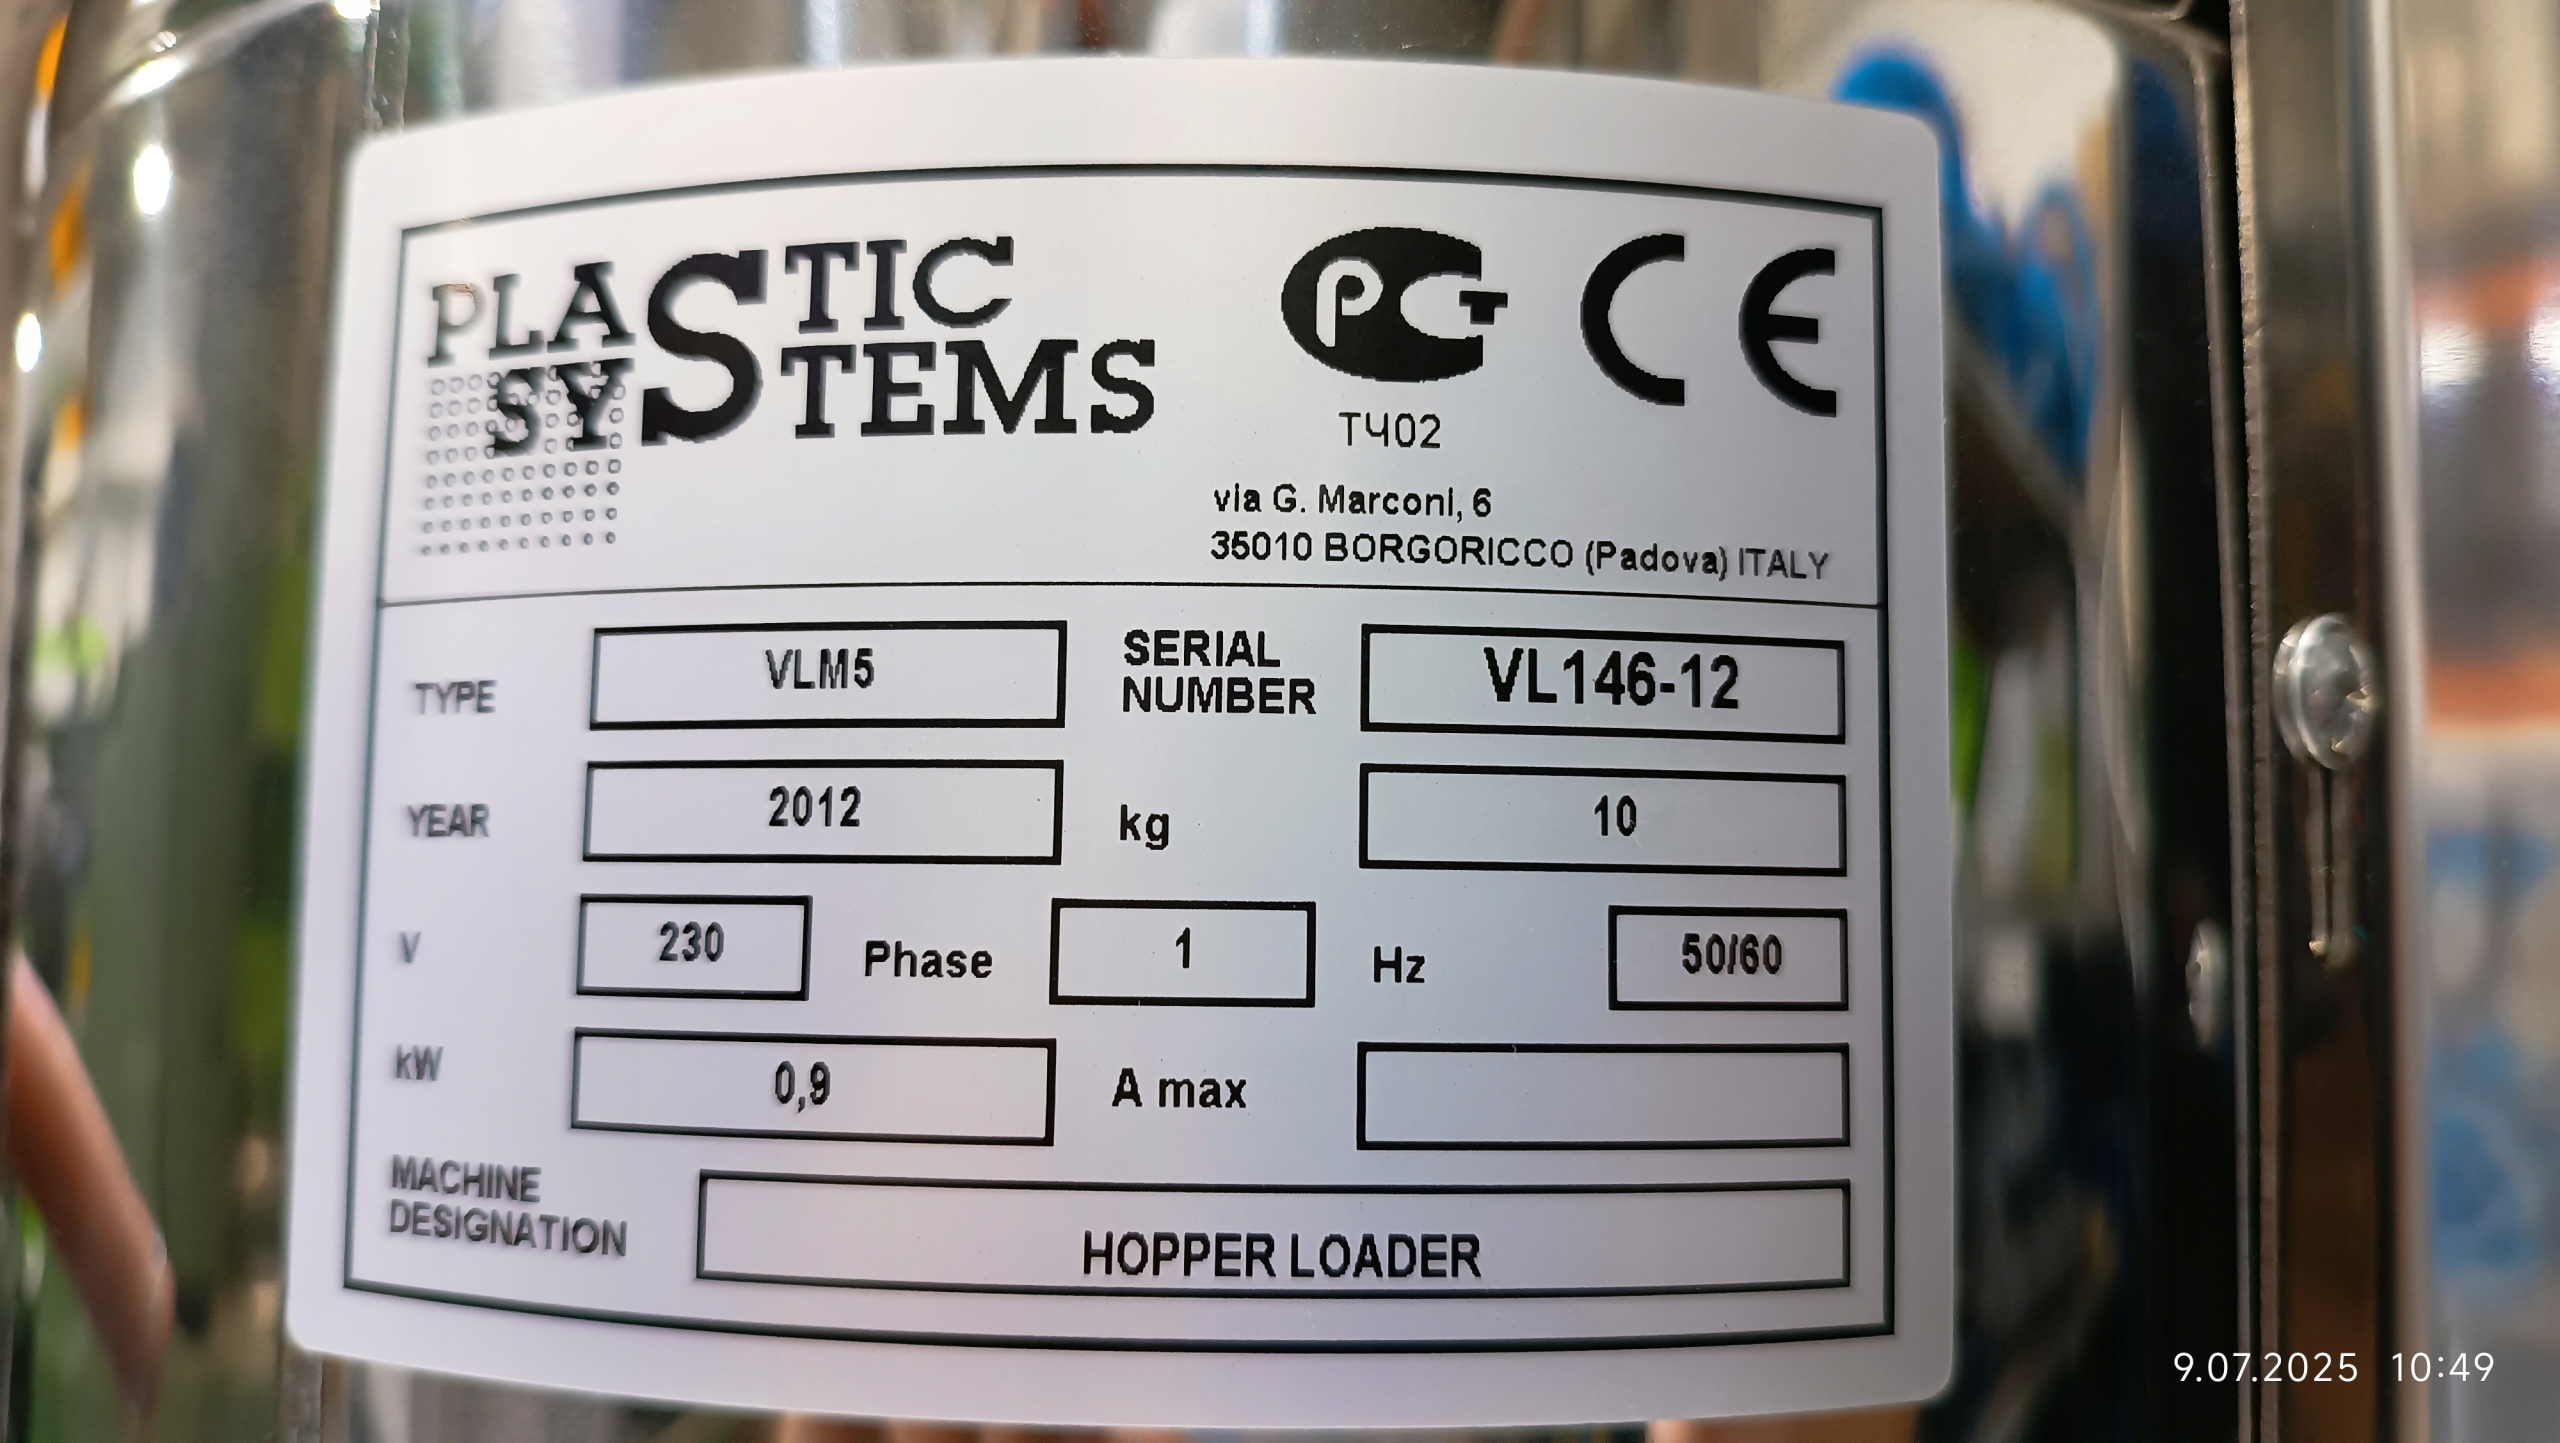 PLASTIC
SYSTEMS
РСТ CE
ТЧ02
via G. Marconi, 6
35010 BORGORICCO (Padova) ITALY
TYPE VLM5 SERIAL NUMBER VL146-12
YEAR 2012 kg 10
V 230 Phase 1 Hz 50/60
kW 0,9 A max
MACHINE DESIGNATION HOPPER LOADER
9.07.2025 10:49